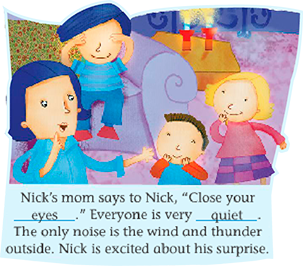 Nick's mom says to Nick, “Close your
eyes.” Everyone is very quiet.
The only noise is the wind and thunder
outside. Nick is excited about his surprise.